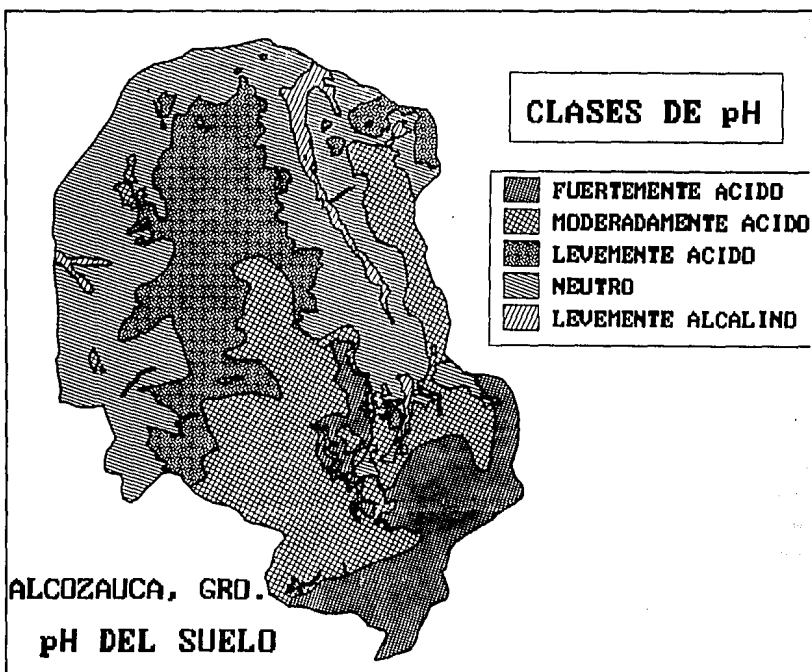 CLASES DE pH
FUERTEMENTE ACIDO
MODERADAMENTE ACIDO
LEVEMENTE ACIDO
NEUTRO
LEVEMENTE ALCALINO
ALCOZAUCA, GRO.
pH DEL SUELO